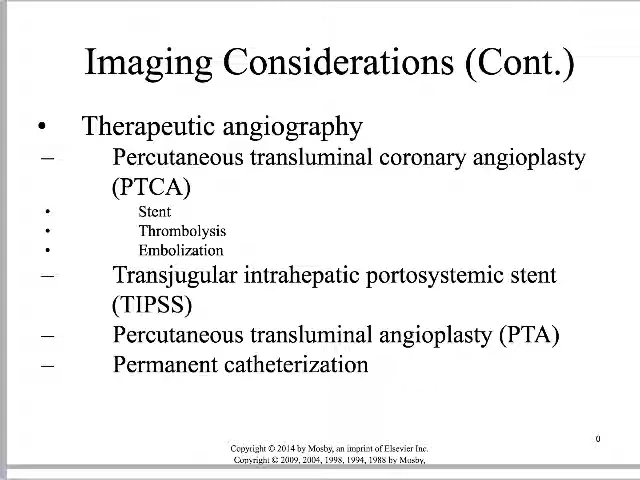 Imaging Considerations (Cont.)
• Therapeutic angiography
– Percutaneous transluminal coronary angioplasty
(PTCA)
• Stent
• Thrombolysis
• Embolization
– Transjugular intrahepatic portosystemic stent
(TIPSS)
– Percutaneous transluminal angioplasty (PTA)
– Permanent catheterization
0
Copyright © 2014 by Mosby, an imprint of Elsevier Inc.
Copyright © 2009, 2004, 1998, 1994, 1988 by Mosby,